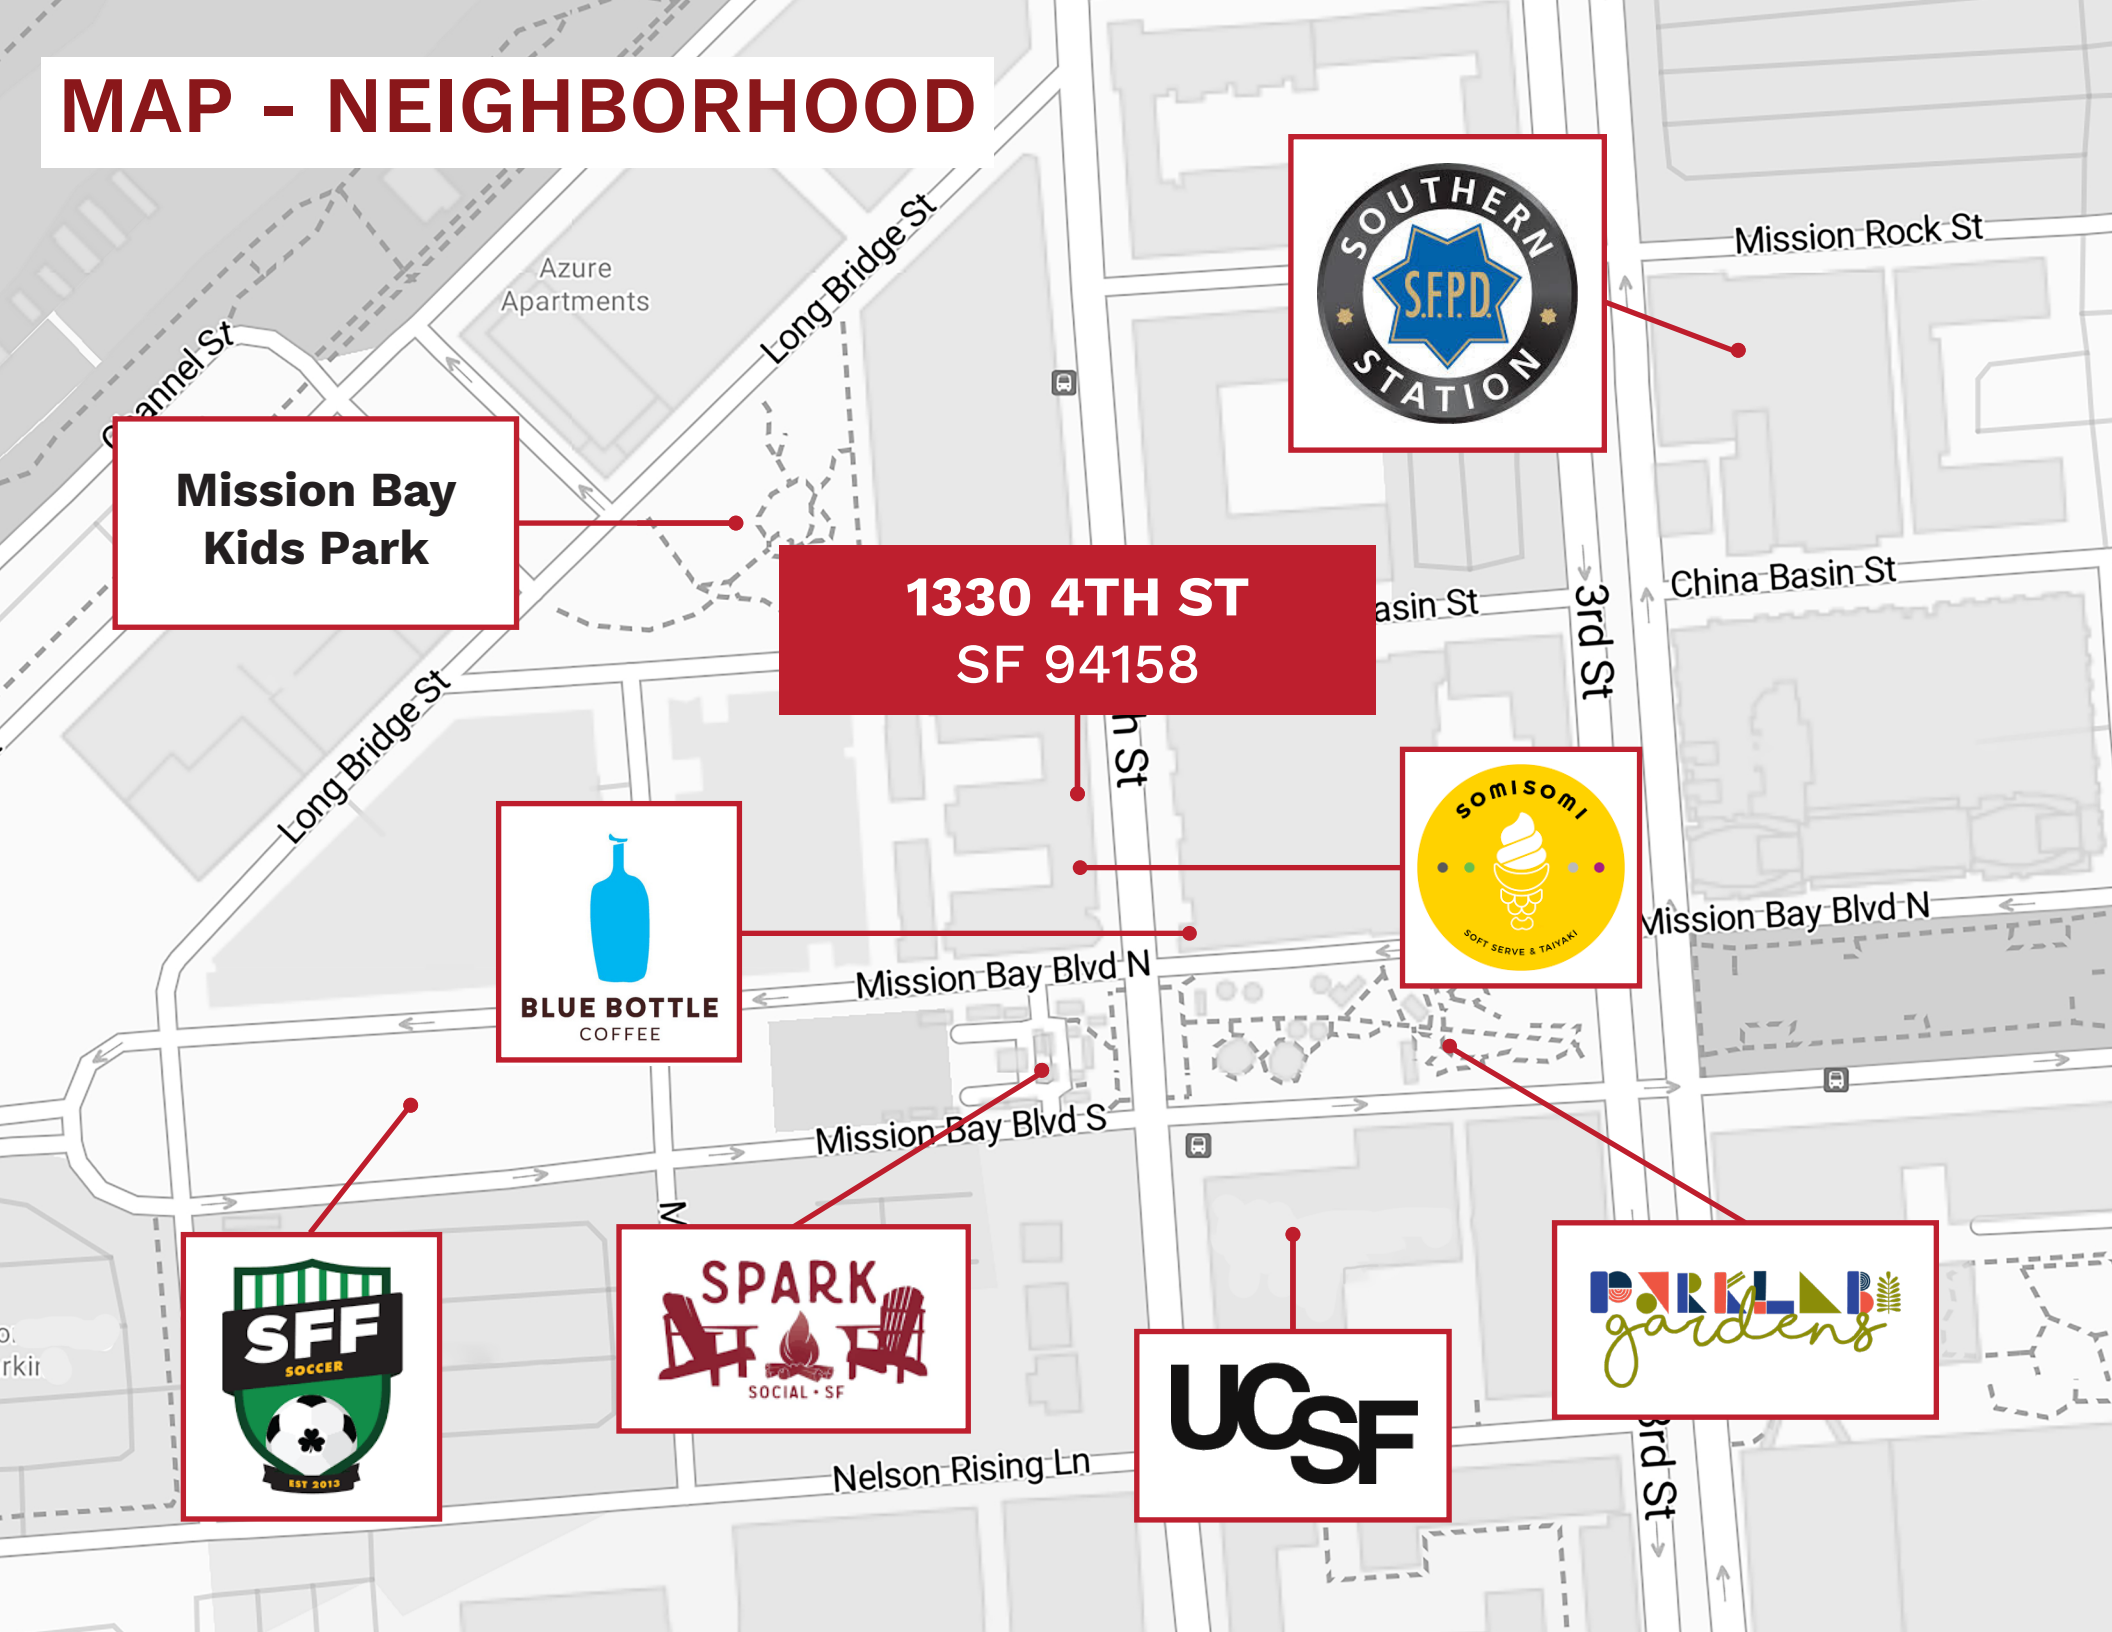 MAP - NEIGHBORHOOD
SOUTHERN
S.F.P.D.
STATION
Mission Rock St
Azure
Apartments
Long Bridge St
Channel St
Mission Bay
Kids Park
1330 4TH ST
SF 94158
asin St
China Basin St
3rd St
h St
Long Bridge St
SOMISOMI
SOFT SERVE & TAIYAKI
BLUE BOTTLE
COFFEE
Mission Bay Blvd N
Mission Bay Blvd N
Mission Bay Blvd S
M
SFF
SOCCER
EST 2013
SPARK
SOCIAL • SF
UCSF
PARKLAB
gardens
o.
rkin
Nelson Rising Ln
3rd St